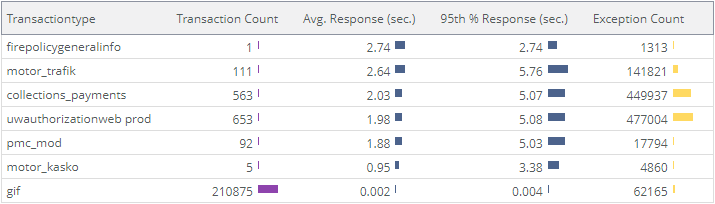 Transactiontype Transaction Count Avg. Response (sec.) 95th % Response (sec.) Exception Count
firepolicygeneralinfo 1 2.74 2.74 1313
motor_trafik 111 2.64 5.76 141821
collections_payments 563 2.03 5.07 449937
uwauthorizationweb prod 653 1.98 5.08 477004
pmc_mod 92 1.88 5.03 17794
motor_kasko 5 0.95 3.38 4860
gif 210875 0.002 0.004 62165